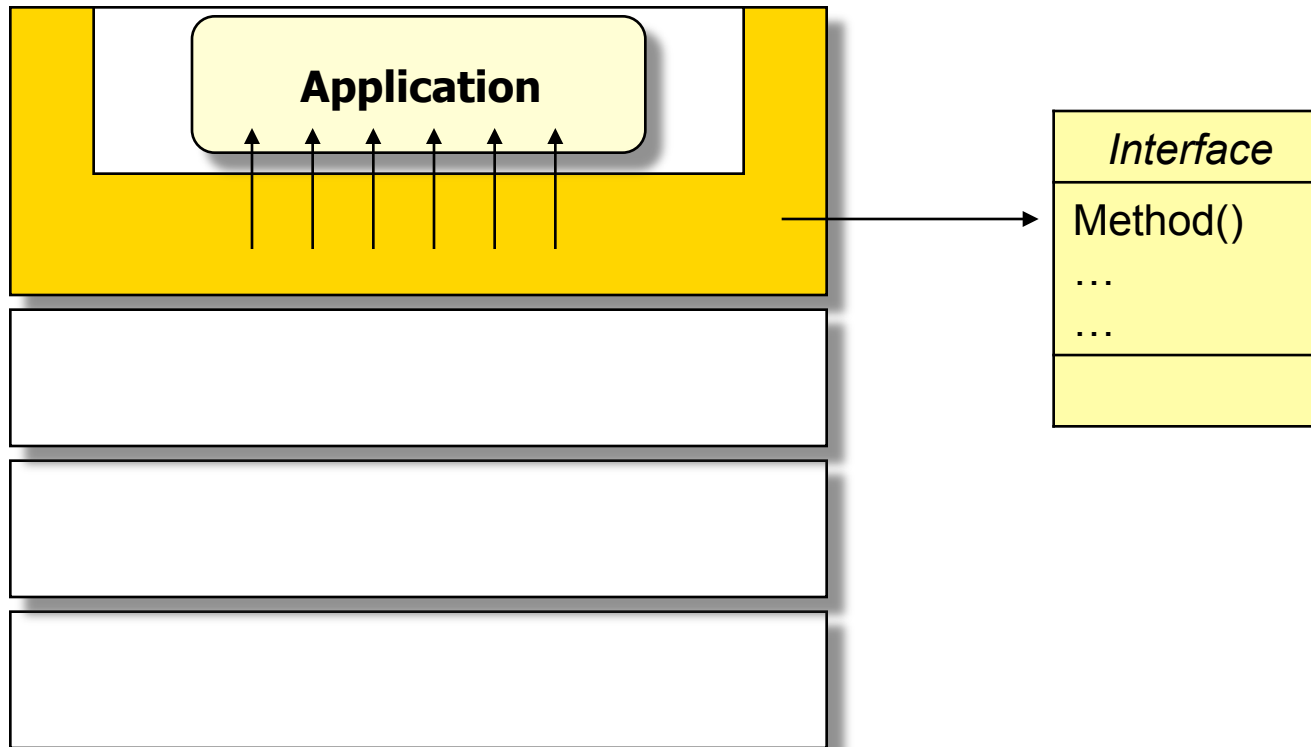 Application
Interface
Method()
…
…